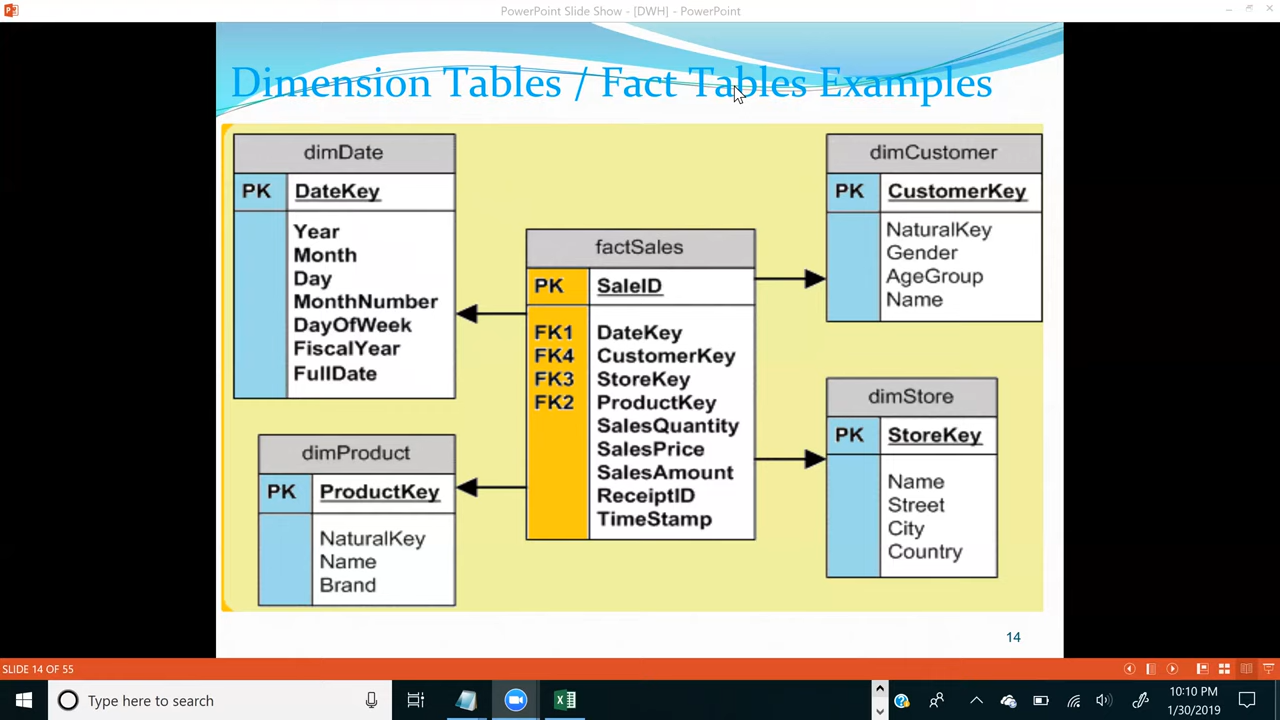 PowerPoint Slide Show - [DWH] - PowerPoint
Dimension Tables / Fact Tables Examples
dimDate
PK DateKey
Year
Month
Day
MonthNumber
DayOfWeek
FiscalYear
FullDate
dimProduct
PK ProductKey
NaturalKey
Name
Brand
factSales
PK SaleID
FK1 DateKey
FK4 CustomerKey
FK3 StoreKey
FK2 ProductKey
SalesQuantity
SalesPrice
SalesAmount
ReceiptID
TimeStamp
dimCustomer
PK CustomerKey
NaturalKey
Gender
AgeGroup
Name
dimStore
PK StoreKey
Name
Street
City
Country
14
SLIDE 14 OF 55
Type here to search
10:10 PM
1/30/2019